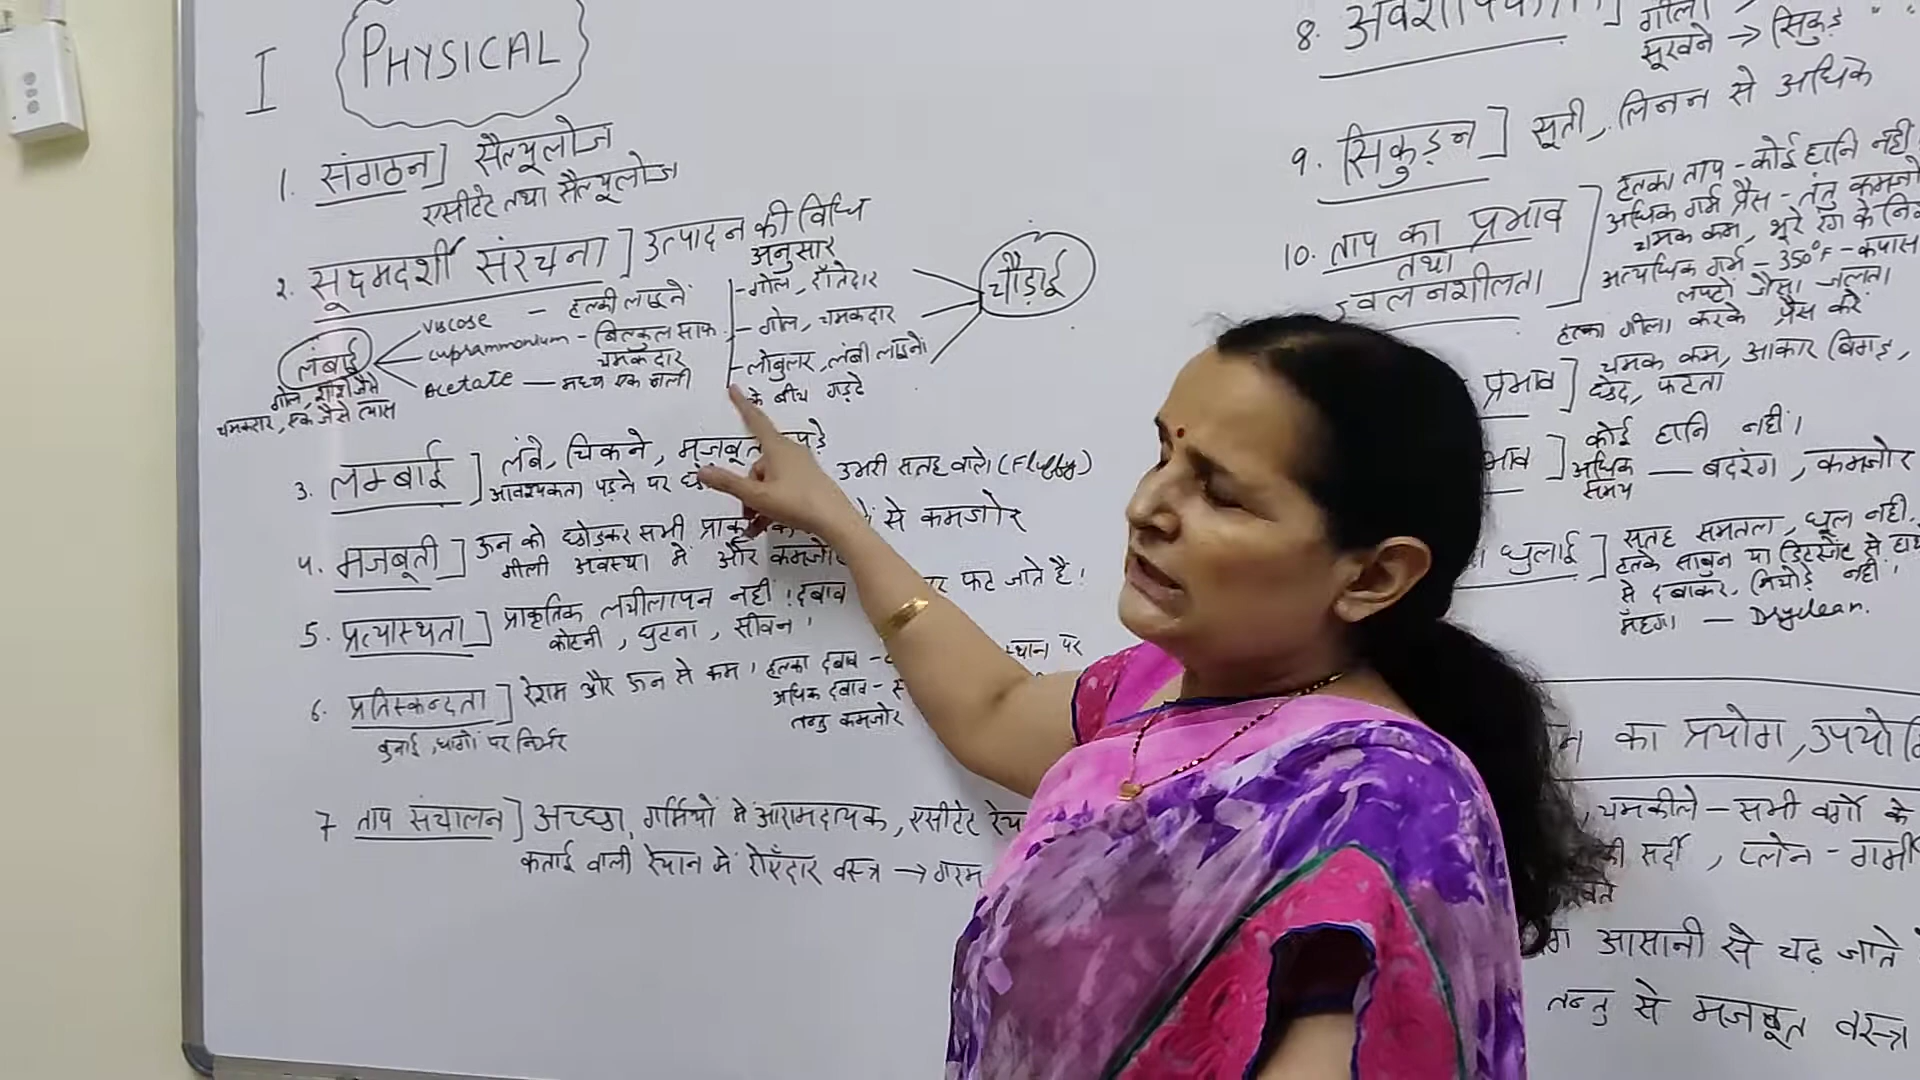 I PHYSICAL
1. संगठन] सैल्यूलोज
एसीटेट तथा सैल्यूलोज
2. सूक्ष्मदर्शी संरचना] उत्पादन की विधि
अनुसार
लंबाई
viscose - हल्की लाइनें
cuprammonium - बिल्कुल साफ
चमकदार
Acetate — मध्य एक नली
गोल, शीशे जैसे
चमकदार, एक जैसे व्यास
- गोल, दाँतेदार
- गोल, चमकदार
- लोबुलर, लंबी लाइनों
के बीच गड्टे
चौड़ाई
3. लम्बाई] लंबे, चिकने, मजबूत
आवश्यकता पड़ने पर उभरी सतह वाले (Fluffy)
4. मजबूती] ऊन को छोड़कर सभी से कमजोर
गीली अवस्था में और कमजोर
5. प्रत्यास्थता] प्राकृतिक लचीलापन नहीं। दबाव फट जाते है।
कोहनी, घुटना, सीवन।
6. प्रतिस्कन्दता] रेशम और ऊन से कम। हल्का दबाव - स्थान पर
अधिक दबाव -
तन्तु कमजोर
बुनाई, धागों पर निर्भर
7 ताप संचालन] अच्छा, गर्मियों में आरामदायक, एसीटेट
कताई वाली रेयान में रोएँदार वस्त्र → गरम
8.
गीला
सूखने → सिकुड़
9. सिकुड़न] सूती, लिनन से अधिक
10. ताप का प्रभाव
तथा
ज्वलनशीलता
हल्का ताप - कोई हानि नही
अधिक गर्म प्रैस - तंतु
चमक कम, भूरे रंग के
अत्यधिक गर्म - 350°F - कपास
जैसा जलता
हल्का गीला करके प्रैस करें
प्रभाव] चमक कम, आकार बिगड़,
छेद, फटता
] कोई हानि नहीं।
अधिक — बदरंग, कमजोर
समय
धुलाई] सतह समतल, धूल नही
हल्के साबुन या डिटरजेंट से
से दबाकर, निचोड़े नहीं।
महंगा — Dryclean.
का प्रयोग,
चमकीले - सभी वर्गो के
सर्दी, प्लेन - गर्मी
आसानी से चढ़ जाते
तन्तु से मजबूत वस्त्र